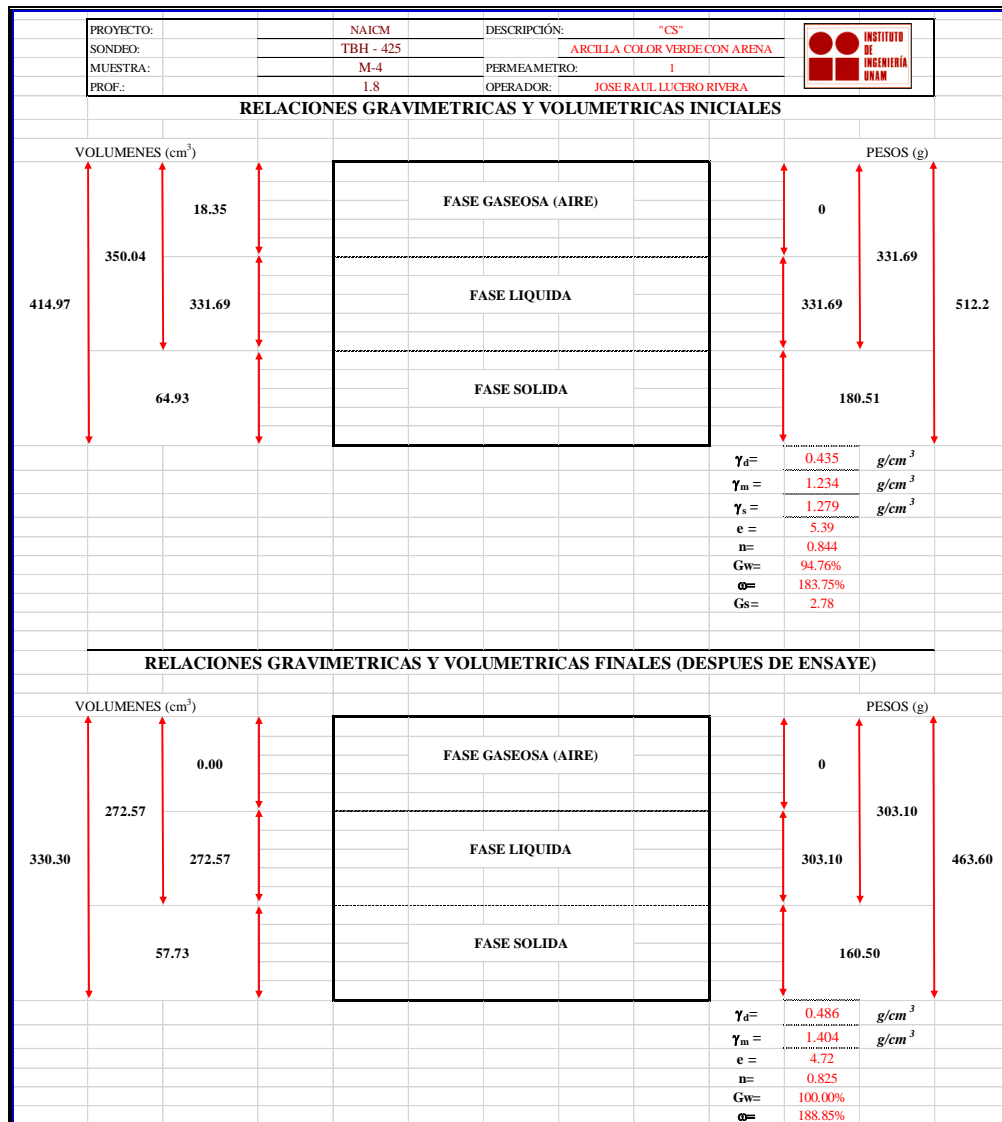 PROYECTO: NAICM DESCRIPCIÓN: "CS"
SONDEO: TBH - 425 ARCILLA COLOR VERDE CON ARENA
MUESTRA: M-4 PERMEAMETRO: 1
PROF.: 1.8 OPERADOR: JOSE RAUL LUCERO RIVERA
INSTITUTO
DE
INGENIERÍA
UNAM
RELACIONES GRAVIMETRICAS Y VOLUMETRICAS INICIALES
VOLUMENES (cm³) PESOS (g)
18.35 FASE GASEOSA (AIRE) 0
350.04 331.69
414.97 331.69 FASE LIQUIDA 331.69 512.2
64.93 FASE SOLIDA 180.51
γd= 0.435 g/cm³
γm = 1.234 g/cm³
γs = 1.279 g/cm³
e = 5.39
n= 0.844
Gw= 94.76%
ω= 183.75%
Gs= 2.78
RELACIONES GRAVIMETRICAS Y VOLUMETRICAS FINALES (DESPUES DE ENSAYE)
VOLUMENES (cm³) PESOS (g)
0.00 FASE GASEOSA (AIRE) 0
272.57 303.10
330.30 272.57 FASE LIQUIDA 303.10 463.60
57.73 FASE SOLIDA 160.50
γd= 0.486 g/cm³
γm = 1.404 g/cm³
e = 4.72
n= 0.825
Gw= 100.00%
ω= 188.85%